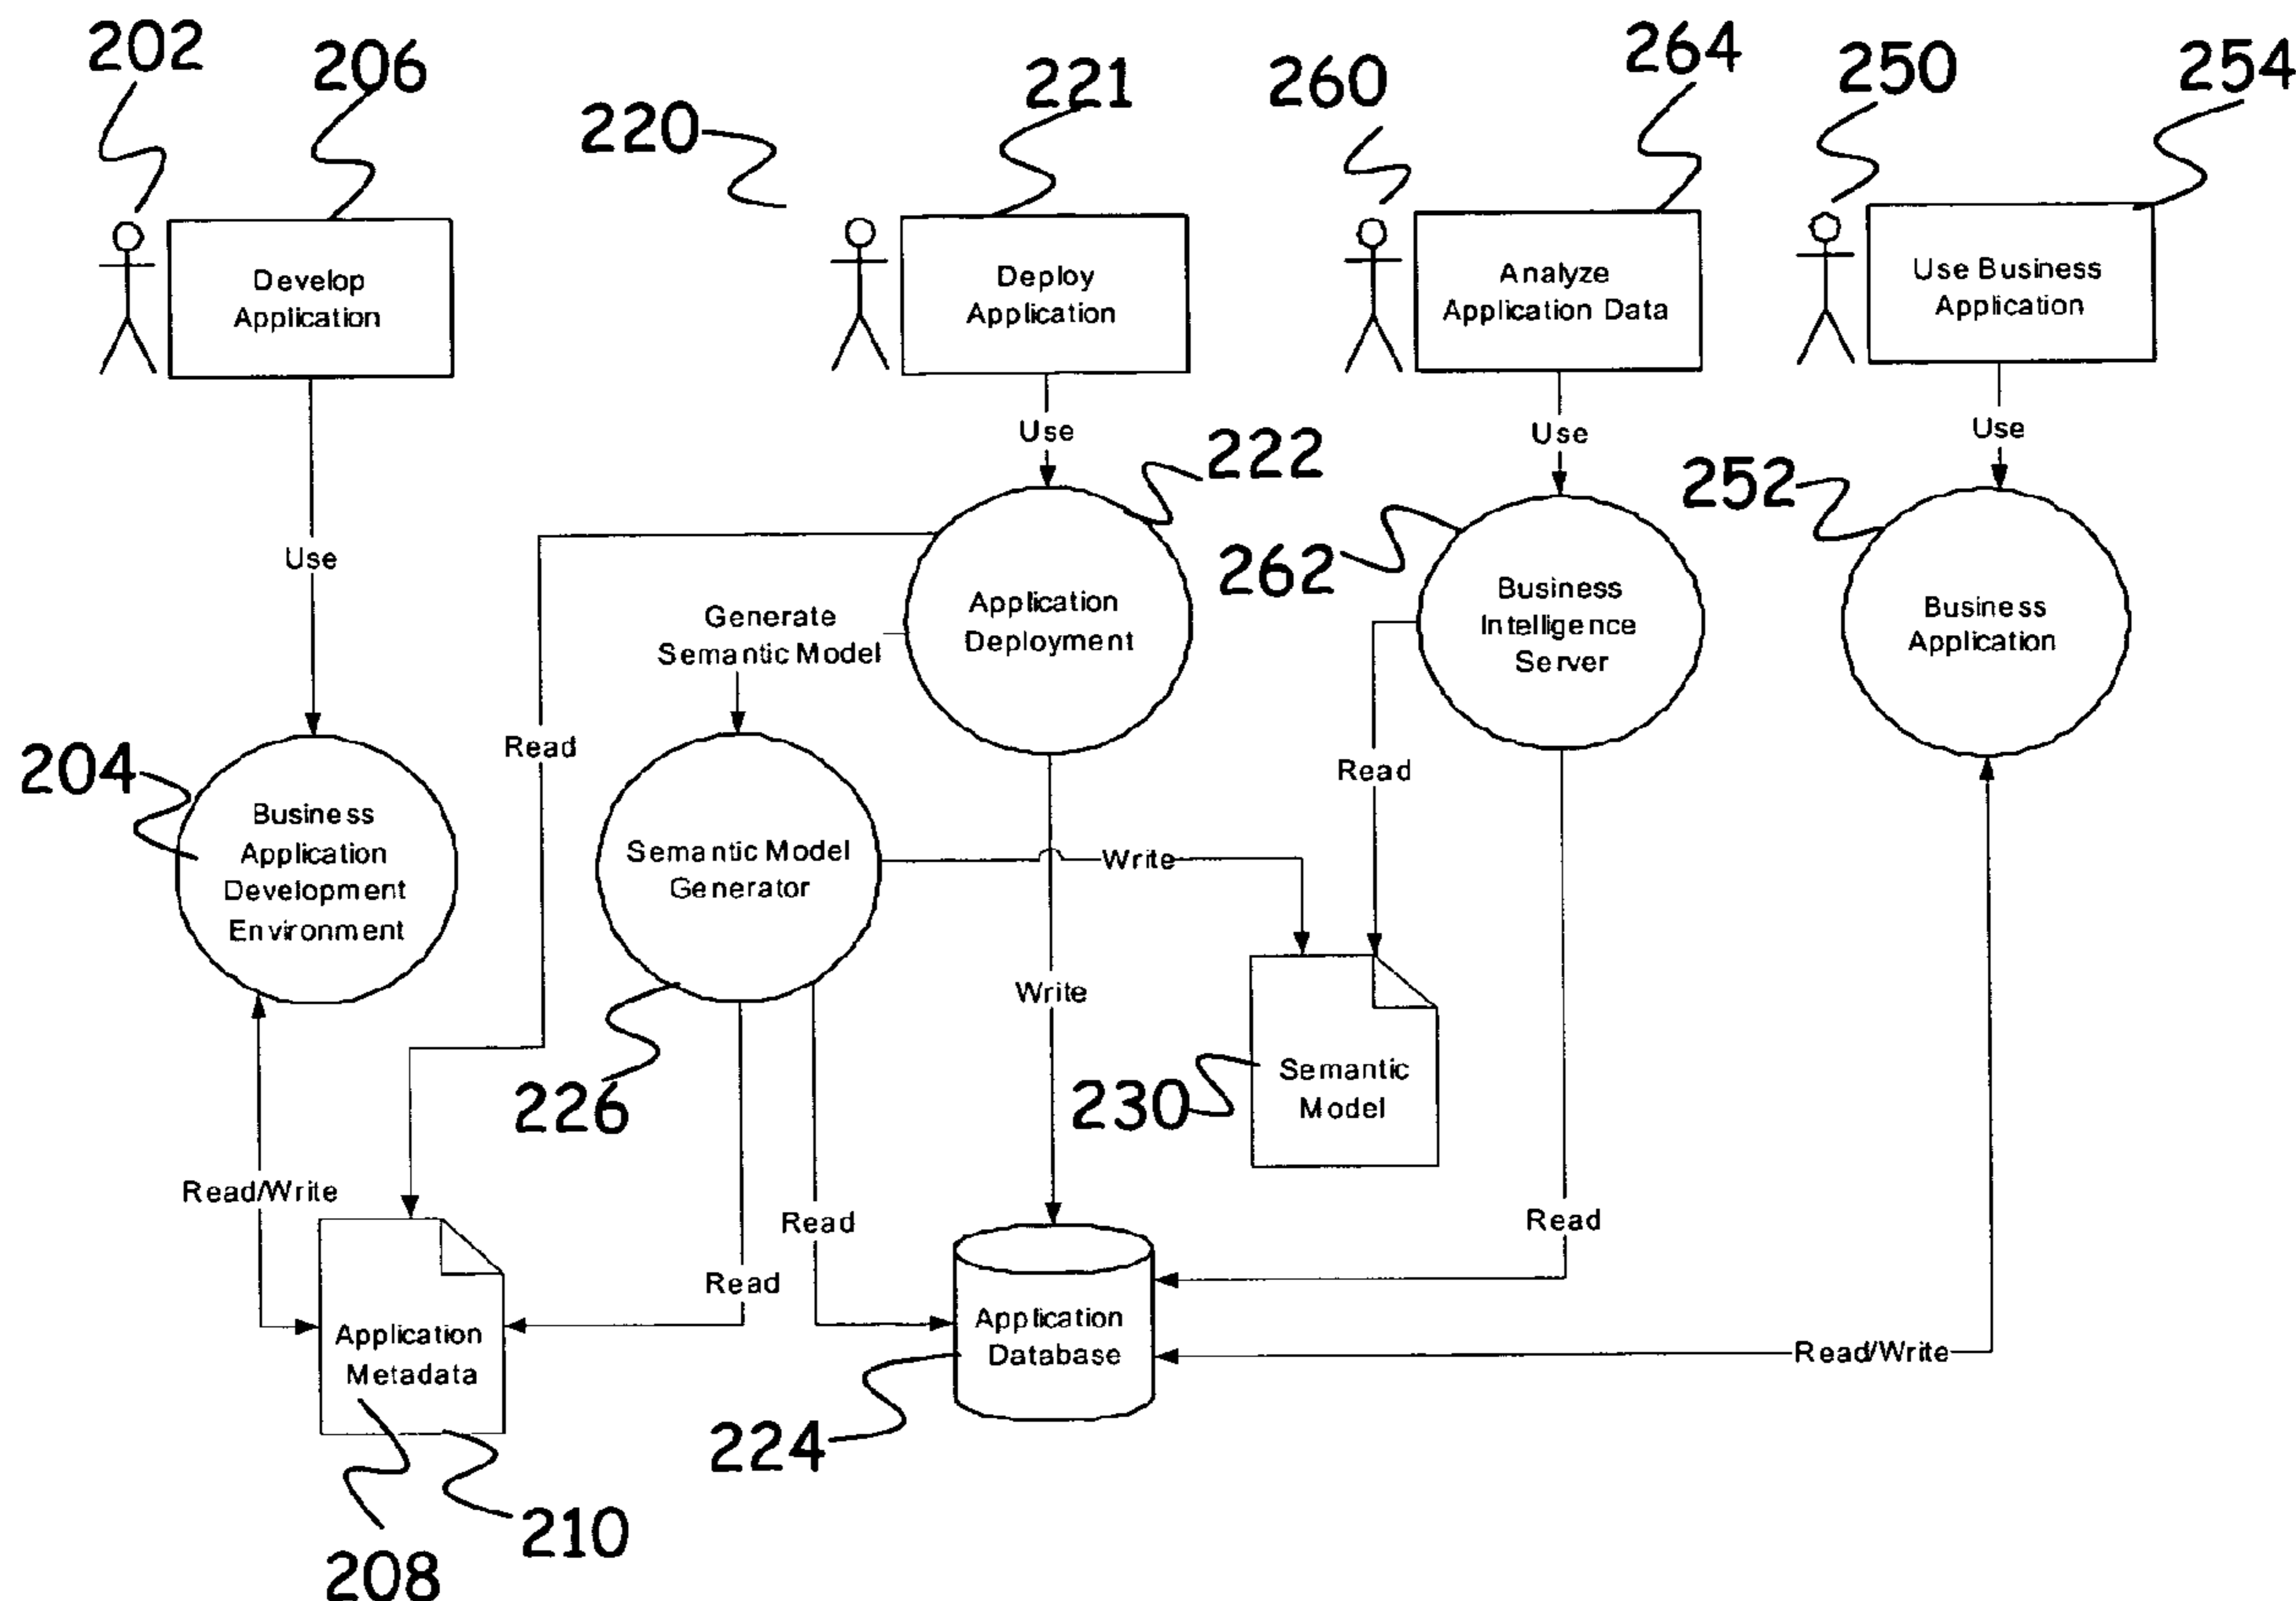 202
206
220
221
260
264
250
254
Develop
Application
Deploy
Application
Analyze
Application Data
Use Business
Application
Use
Use
Use
Use
222
262
252
Application
Deployment
Business
Intelligence
Server
Business
Application
Generate
Semantic Model
Read
Read
204
Business
Application
Development
Environment
Semantic Model
Generator
Write
Write
226
230
Semantic
Model
Read/Write
Read
Read
Read
Application
Metadata
Application
Database
Read/Write
224
210
208